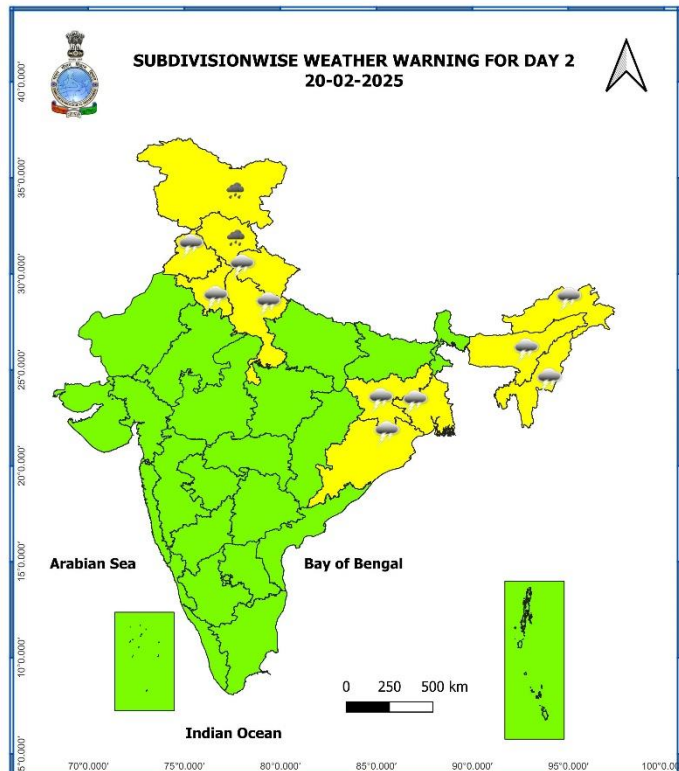 SUBDIVISIONWISE WEATHER WARNING FOR DAY 2
20-02-2025
40°0.000'
35°0.000'
30°0.000'
25°0.000'
20°0.000'
15°0.000'
10°0.000'
5°0.000'
Arabian Sea
Bay of Bengal
0 250 500 km
Indian Ocean
70°0.000' 75°0.000' 80°0.000' 85°0.000' 90°0.000' 95°0.000' 100°0.00